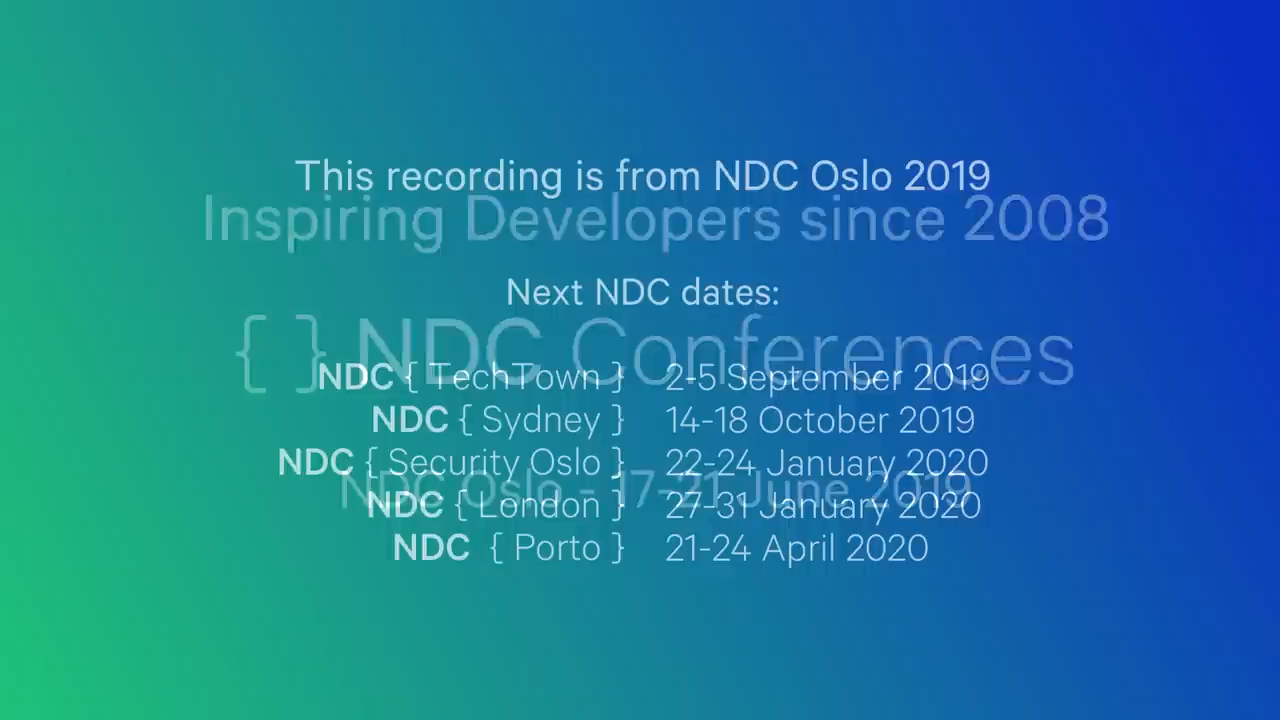 This recording is from NDC Oslo 2019
Inspiring Developers since 2008
Next NDC dates:
{ } NDC Conferences
NDC { TechTown } 2-5 September 2019
NDC { Sydney } 14-18 October 2019
NDC { Security Oslo } 22-24 January 2020
NDC Oslo - 17-21 June 2019
NDC { London } 27-31 January 2020
NDC { Porto } 21-24 April 2020